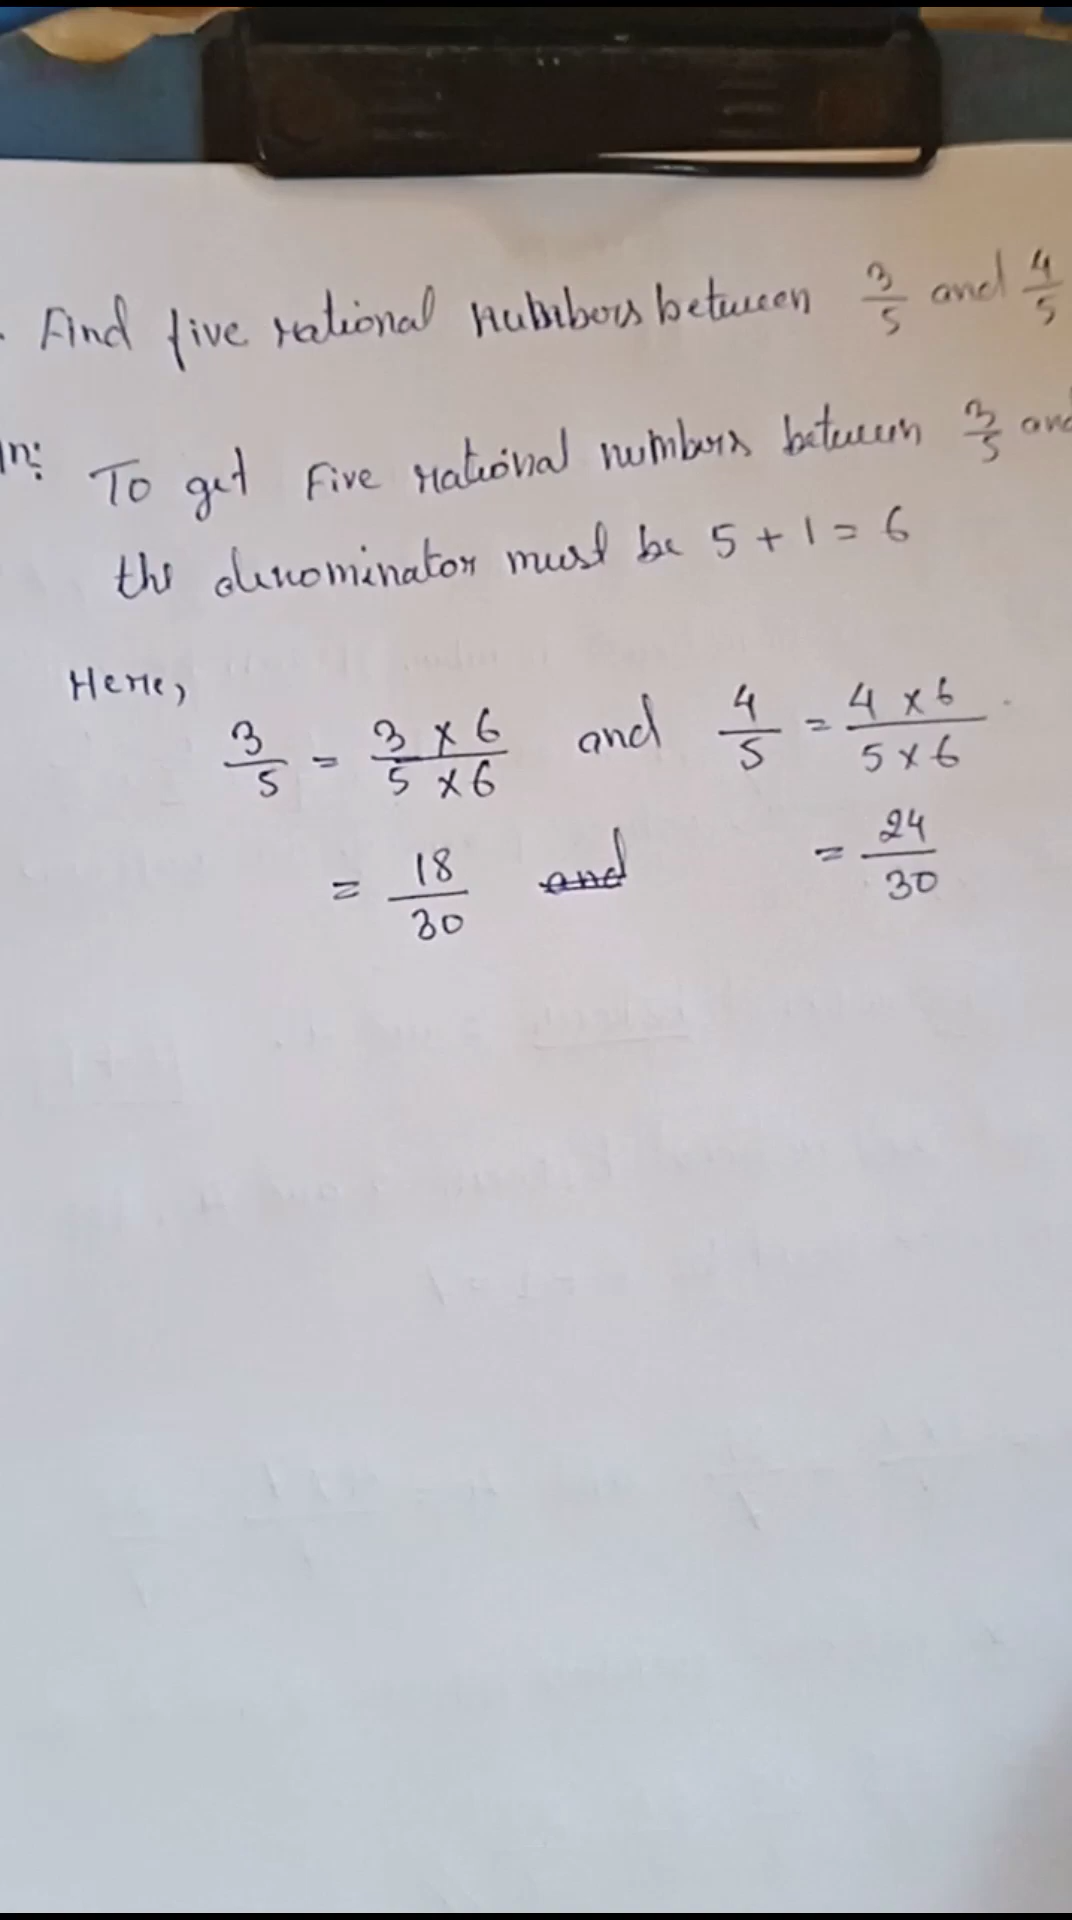 Find five rational numbers between 3/5 and 4/5
To get Five rational numbers between 3/5 and
the denominator must be 5 + 1 = 6
Here,
3/5 = 3 × 6/5 × 6 and 4/5 = 4 × 6/5 × 6
= 18/30 and = 24/30